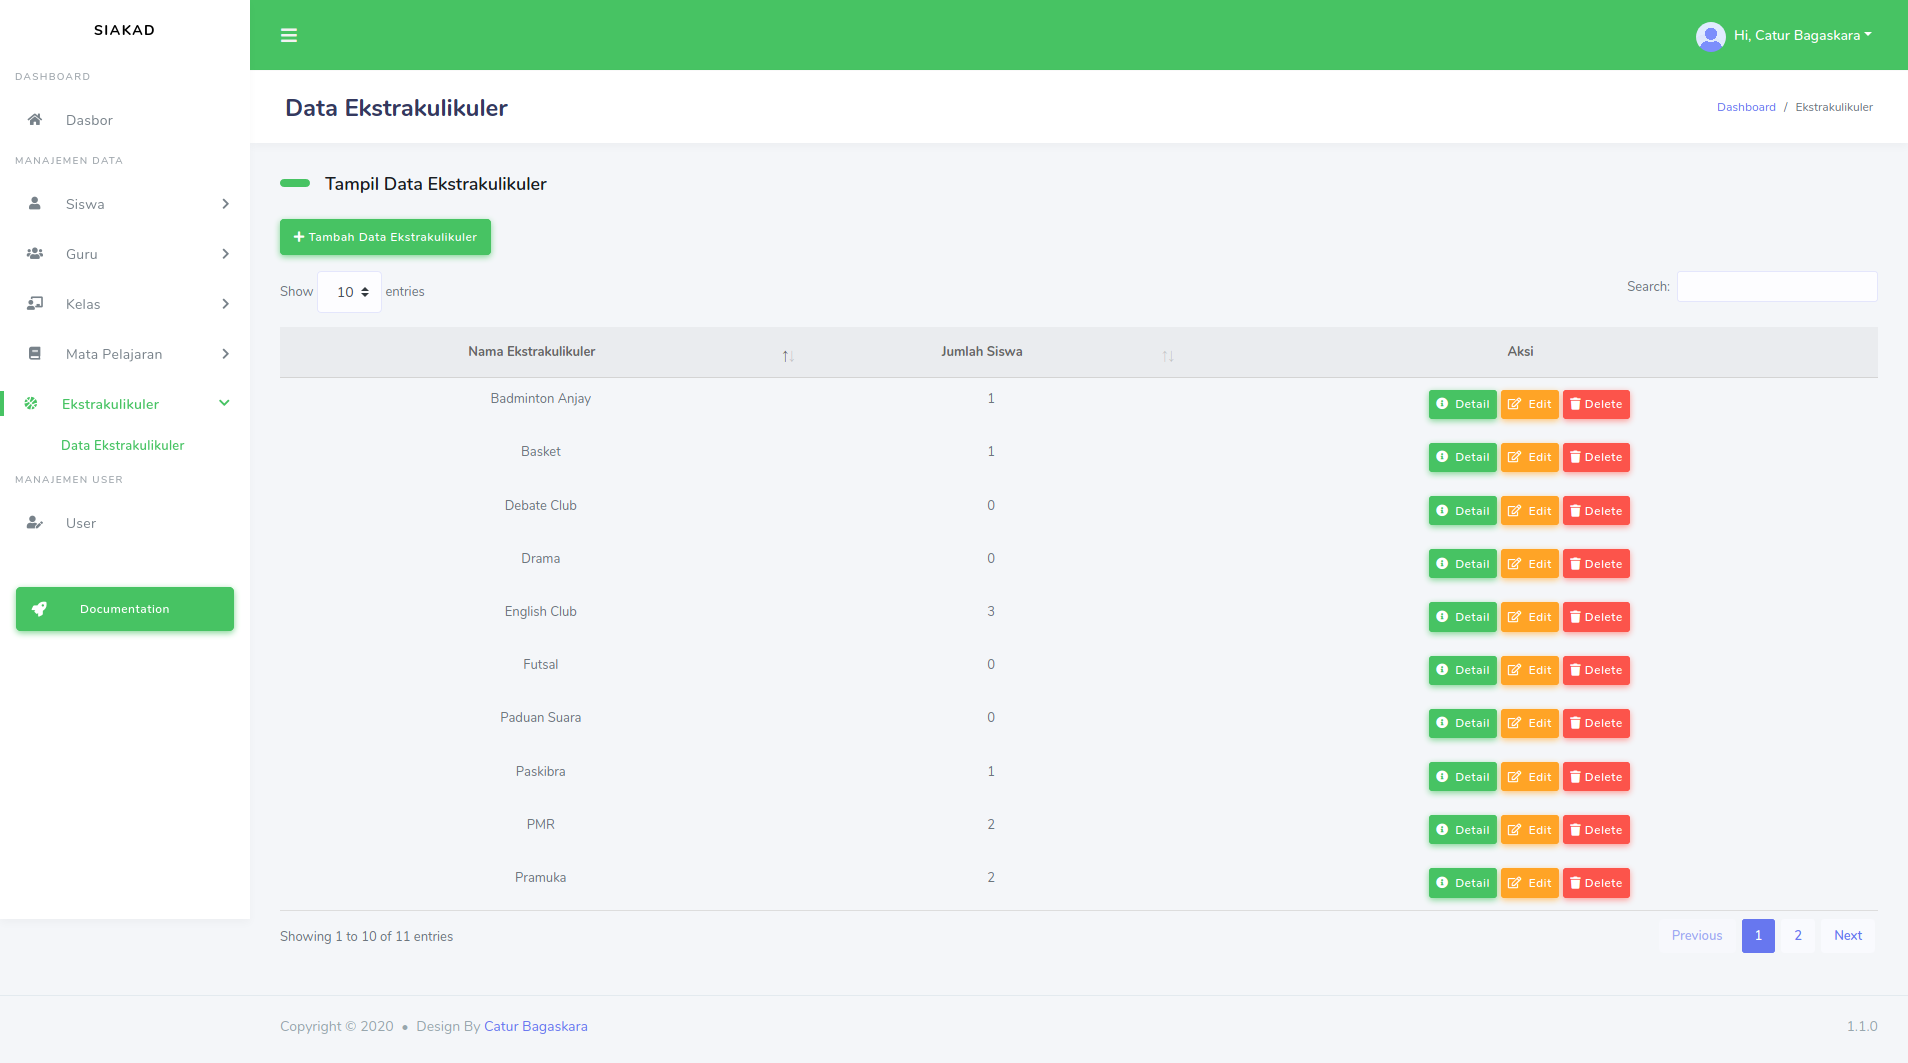 SIAKAD
Hi, Catur Bagaskara
DASHBOARD
Dasbor
MANAJEMEN DATA
Siswa
Guru
Kelas
Mata Pelajaran
Ekstrakulikuler
Data Ekstrakulikuler
MANAJEMEN USER
User
Documentation
Data Ekstrakulikuler
Dashboard / Ekstrakulikuler
Tampil Data Ekstrakulikuler
Tambah Data Ekstrakulikuler
Show 10 entries
Search:
Nama Ekstrakulikuler Jumlah Siswa Aksi
Badminton Anjay 1 Detail Edit Delete
Basket 1 Detail Edit Delete
Debate Club 0 Detail Edit Delete
Drama 0 Detail Edit Delete
English Club 3 Detail Edit Delete
Futsal 0 Detail Edit Delete
Paduan Suara 0 Detail Edit Delete
Paskibra 1 Detail Edit Delete
PMR 2 Detail Edit Delete
Pramuka 2 Detail Edit Delete
Showing 1 to 10 of 11 entries
Previous 1 2 Next
Copyright © 2020 • Design By Catur Bagaskara
1.1.0